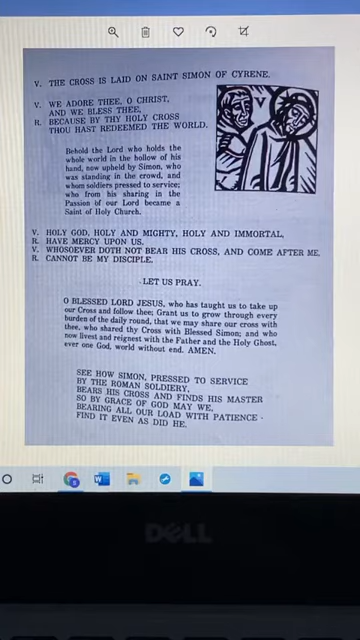 V. THE CROSS IS LAID ON SAINT SIMON OF CYRENE.
V. WE ADORE THEE, O CHRIST,
AND WE BLESS THEE,
R. BECAUSE BY THY HOLY CROSS
THOU HAST REDEEMED THE WORLD.
V
Behold the Lord who holds the
whole world in the hollow of his
hand, now upheld by Simon, who
was standing in the crowd, and
whom soldiers pressed to service;
who from his sharing in the
Passion of our Lord became a
Saint of Holy Church.
V. HOLY GOD, HOLY AND MIGHTY, HOLY AND IMMORTAL,
R. HAVE MERCY UPON US.
V. WHOSOEVER DOTH NOT BEAR HIS CROSS, AND COME AFTER ME,
R. CANNOT BE MY DISCIPLE.
LET US PRAY.
O BLESSED LORD JESUS, who has taught us to take up
our Cross and follow thee; Grant us to grow through every
burden of the daily round, that we may share our cross with
thee, who shared thy Cross with Blessed Simon; and who
now livest and reignest with the Father and the Holy Ghost,
ever one God, world without end. AMEN.
SEE HOW SIMON, PRESSED TO SERVICE
BY THE ROMAN SOLDIERY,
BEARS HIS CROSS AND FINDS HIS MASTER
SO BY GRACE OF GOD MAY WE,
BEARING ALL OUR LOAD WITH PATIENCE -
FIND IT EVEN AS DID HE.
DELL